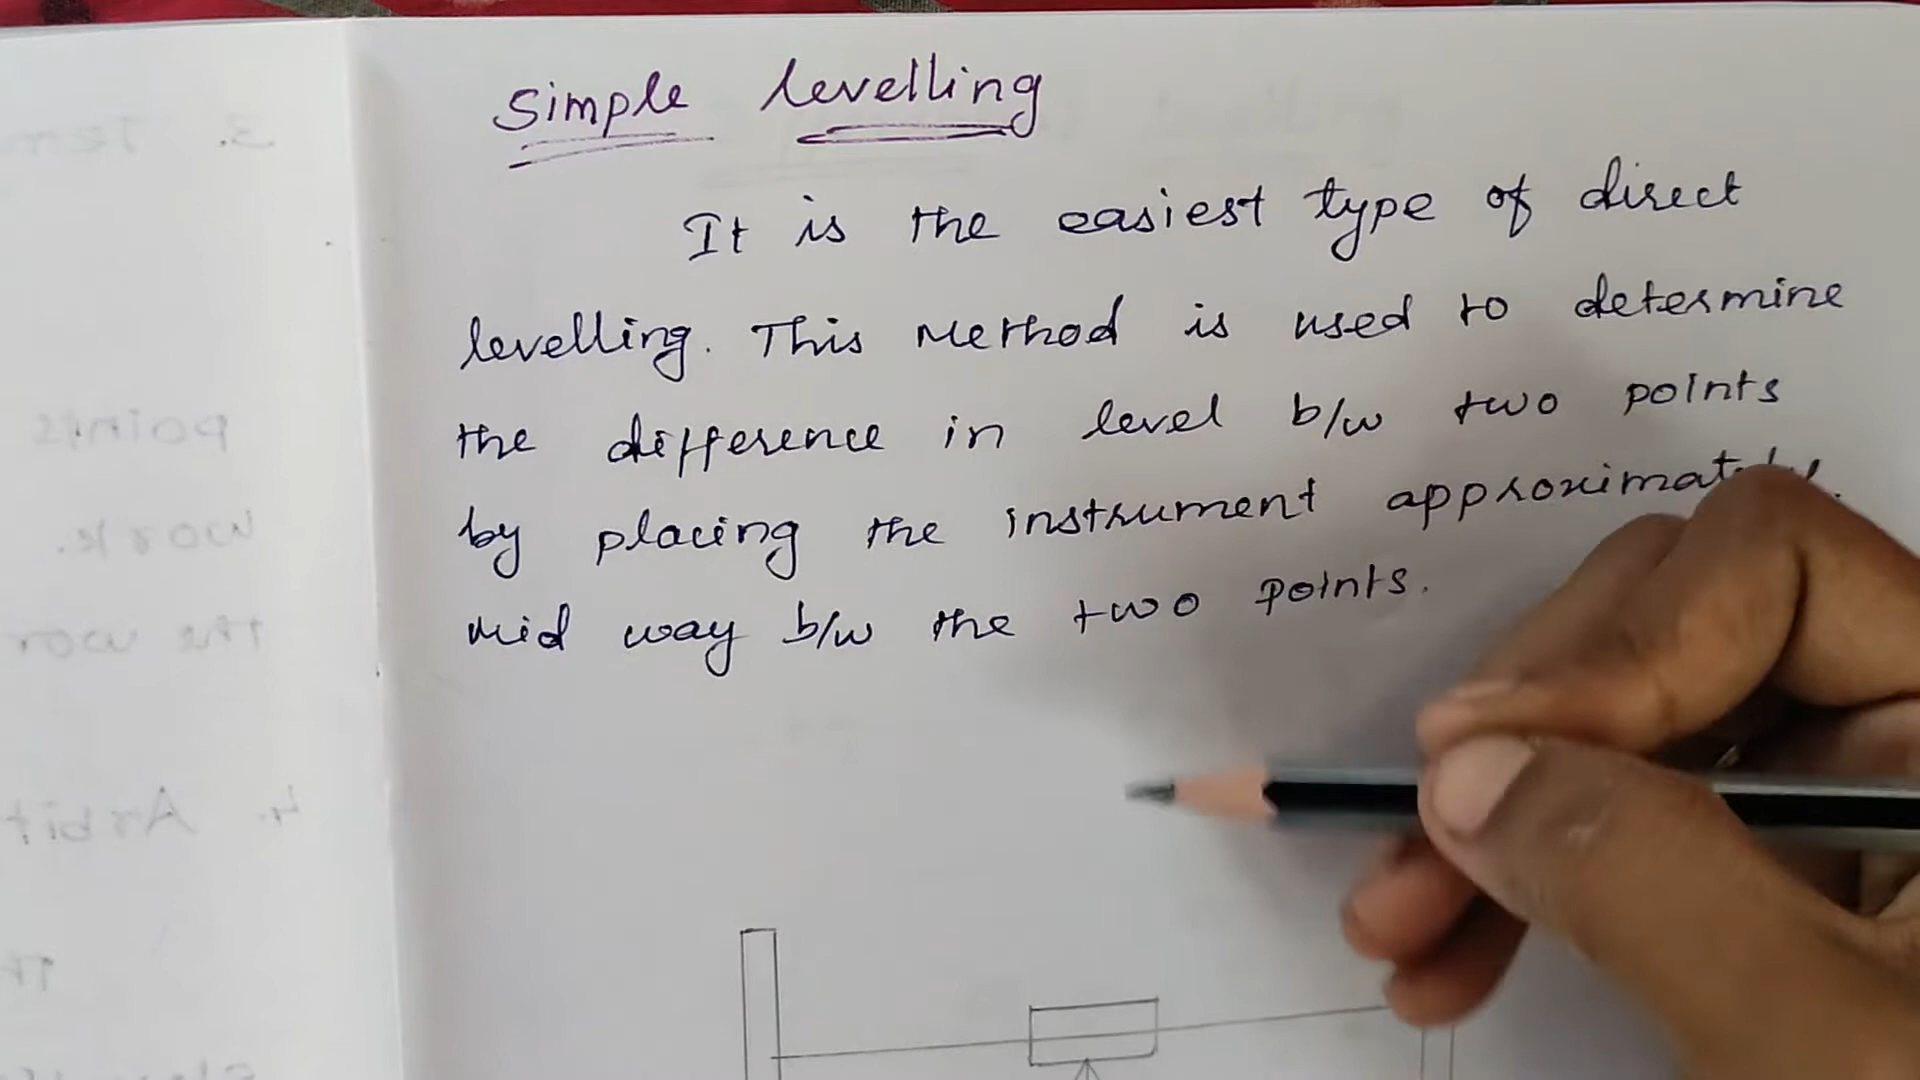 Simple levelling
It is the easiest type of direct
levelling. This Method is used to determine
the difference in level b/w two points
by placing the instrument approximately.
Mid way b/w the two points.